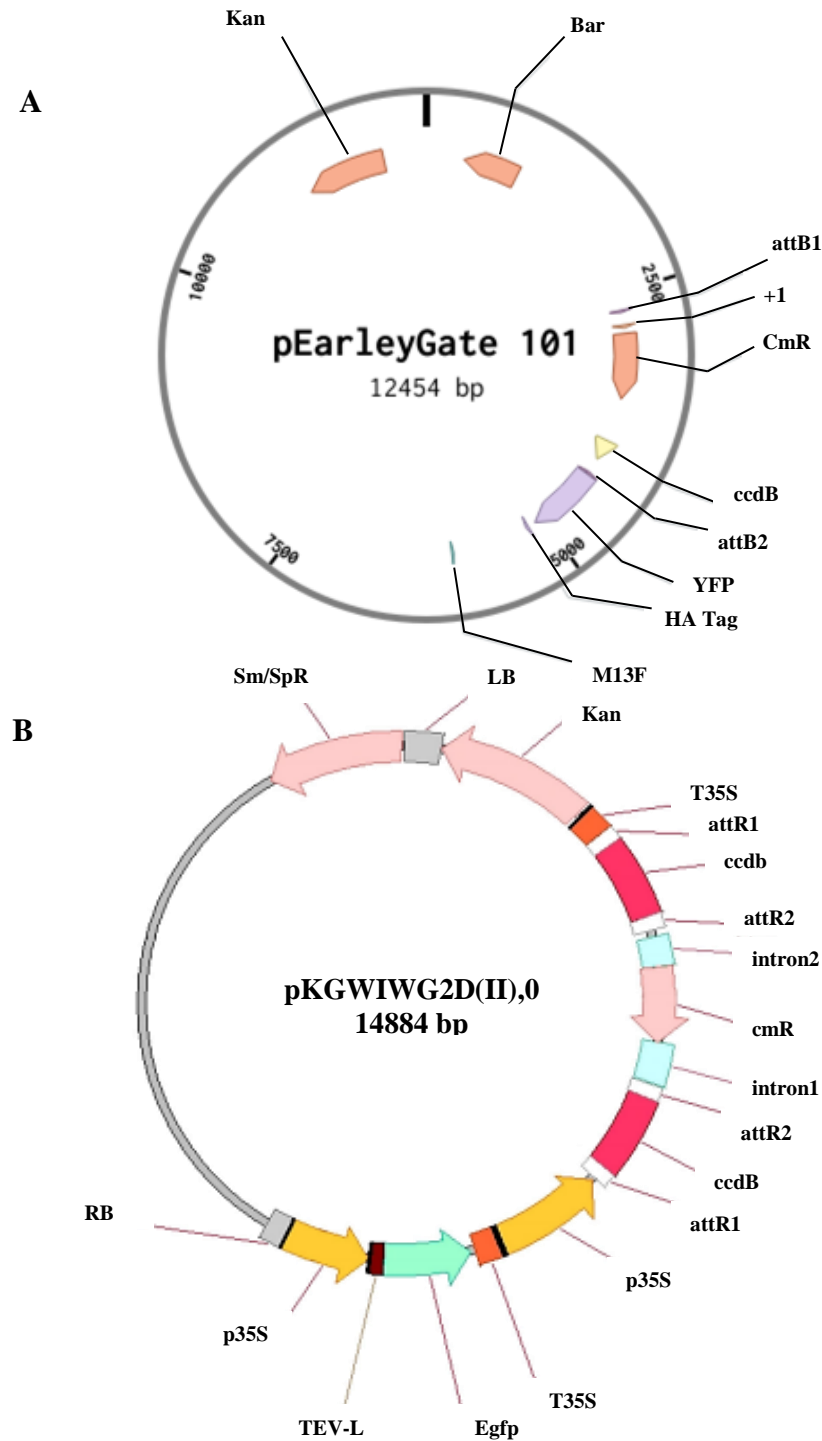 A
Kan
Bar
attB1
2500
+1
10000
pEarleyGate 101
12454 bp
CmR
ccdB
attB2
7500
5000
YFP
HA Tag
M13F
B
Sm/SpR
LB
Kan
T35S
attR1
ccdb
attR2
intron2
pKGWIWG2D(II),0
14884 bp
cmR
intron1
attR2
ccdB
attR1
RB
p35S
p35S
T35S
TEV-L
Egfp